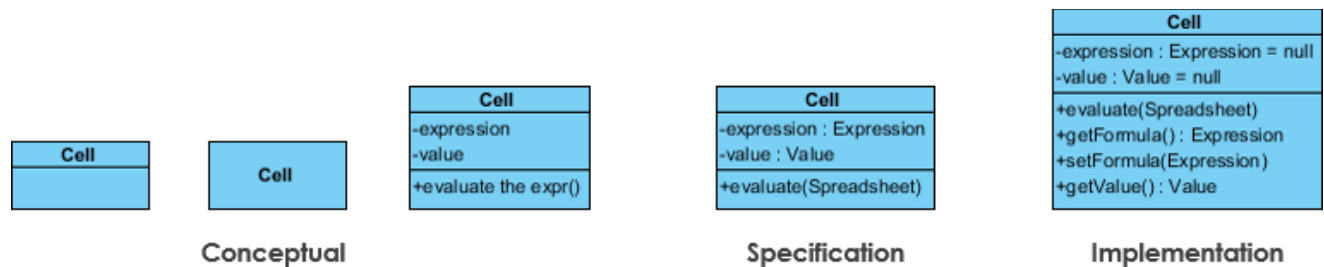 Cell
Cell
Cell
-expression
-value
+evaluate the expr()
Cell
-expression : Expression
-value : Value
+evaluate(Spreadsheet)
Cell
-expression : Expression = null
-value : Value = null
+evaluate(Spreadsheet)
+getFormula() : Expression
+setFormula(Expression)
+getValue() : Value
Conceptual
Specification
Implementation